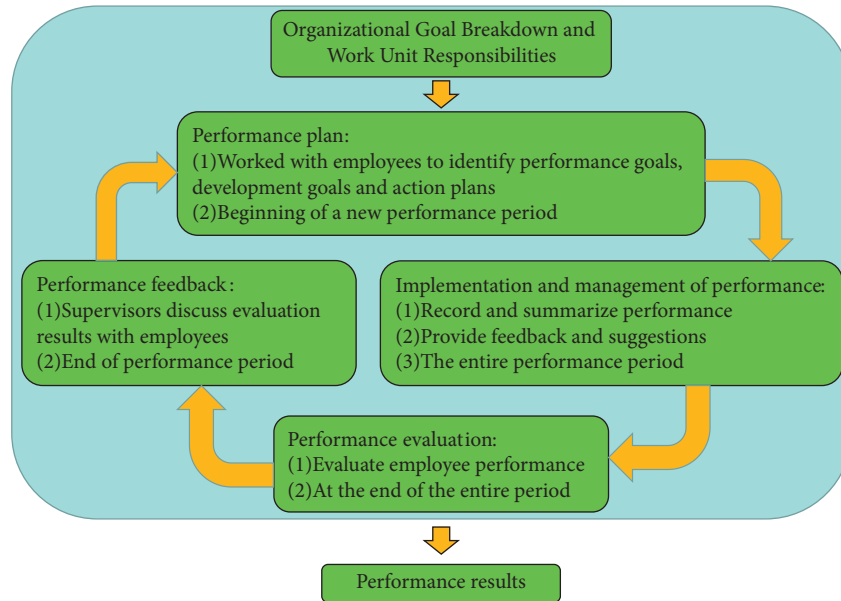 Organizational Goal Breakdown and
Work Unit Responsibilities
Performance plan:
(1)Worked with employees to identify performance goals,
development goals and action plans
(2)Beginning of a new performance period
Performance feedback:
(1)Supervisors discuss evaluation
results with employees
(2)End of performance period
Implementation and management of performance:
(1)Record and summarize performance
(2)Provide feedback and suggestions
(3)The entire performance period
Performance evaluation:
(1)Evaluate employee performance
(2)At the end of the entire period
Performance results